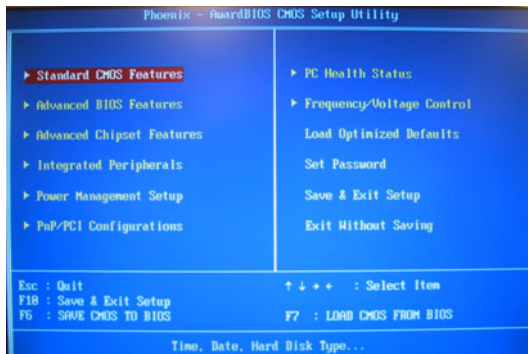 Phoenix - AwardBIOS CMOS Setup Utility
▶ Standard CMOS Features
▶ Advanced BIOS Features
▶ Advanced Chipset Features
▶ Integrated Peripherals
▶ Power Management Setup
▶ PnP/PCI Configurations
▶ PC Health Status
▶ Frequency/Voltage Control
Load Optimized Defaults
Set Password
Save & Exit Setup
Exit Without Saving
Esc : Quit
F10 : Save & Exit Setup
F6 : SAVE CMOS TO BIOS
↑ ↓ → ← : Select Item
F7 : LOAD CMOS FROM BIOS
Time, Date, Hard Disk Type...